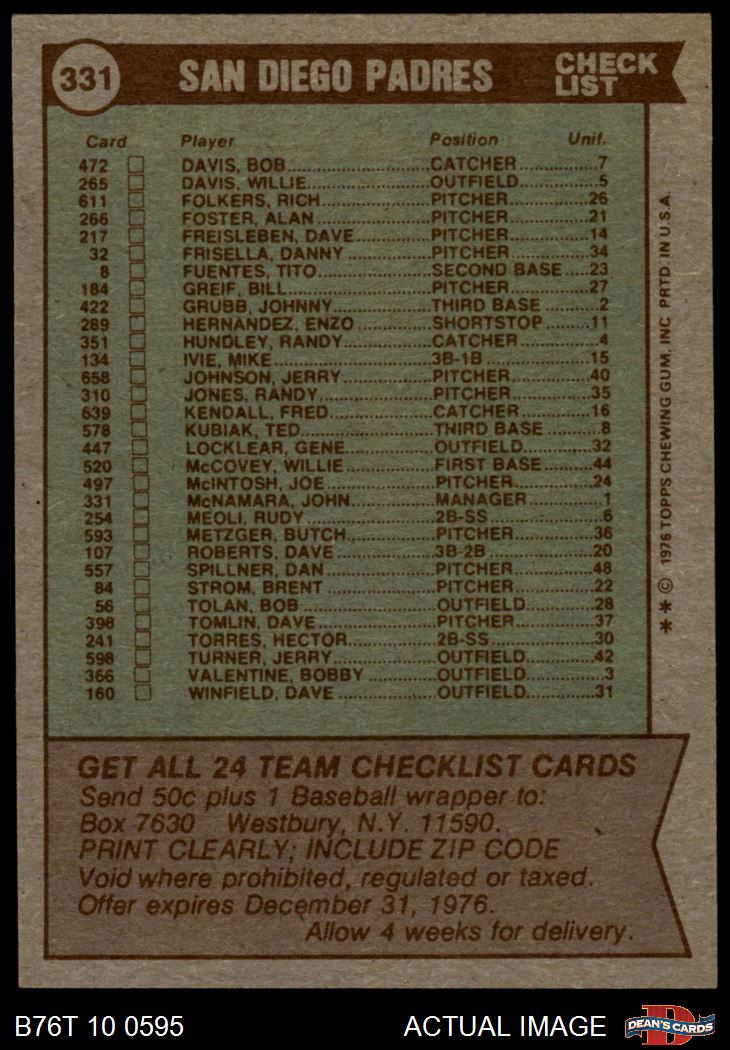 331 SAN DIEGO PADRES CHECK LIST
Card Player Position Unif.
472 DAVIS, BOB CATCHER 7
265 DAVIS, WILLIE OUTFIELD 5
611 FOLKERS, RICH PITCHER 26
266 FOSTER, ALAN PITCHER 21
217 FREISLEBEN, DAVE PITCHER 14
32 FRISELLA, DANNY PITCHER 34
8 FUENTES, TITO SECOND BASE 23
184 GREIF, BILL PITCHER 27
422 GRUBB, JOHNNY THIRD BASE 2
289 HERNANDEZ, ENZO SHORTSTOP 11
351 HUNDLEY, RANDY CATCHER 4
134 IVIE, MIKE 3B-1B 15
658 JOHNSON, JERRY PITCHER 40
310 JONES, RANDY PITCHER 35
639 KENDALL, FRED CATCHER 16
578 KUBIAK, TED THIRD BASE 8
447 LOCKLEAR, GENE OUTFIELD 32
520 McCOVEY, WILLIE FIRST BASE 44
497 McINTOSH, JOE PITCHER 24
331 McNAMARA, JOHN MANAGER 1
254 MEOLI, RUDY 2B-SS 6
593 METZGER, BUTCH PITCHER 36
107 ROBERTS, DAVE 3B-2B 20
557 SPILLNER, DAN PITCHER 48
84 STROM, BRENT PITCHER 22
56 TOLAN, BOB OUTFIELD 28
398 TOMLIN, DAVE PITCHER 37
241 TORRES, HECTOR 2B-SS 30
598 TURNER, JERRY OUTFIELD 42
366 VALENTINE, BOBBY OUTFIELD 3
160 WINFIELD, DAVE OUTFIELD 31
* * © 1976 TOPPS CHEWING GUM, INC PRTD. IN U.S.A.
GET ALL 24 TEAM CHECKLIST CARDS
Send 50c plus 1 Baseball wrapper to:
Box 7630 Westbury, N.Y. 11590.
PRINT CLEARLY; INCLUDE ZIP CODE
Void where prohibited, regulated or taxed.
Offer expires December 31, 1976.
Allow 4 weeks for delivery.
B76T 10 0595 ACTUAL IMAGE D DEAN'S CARDS